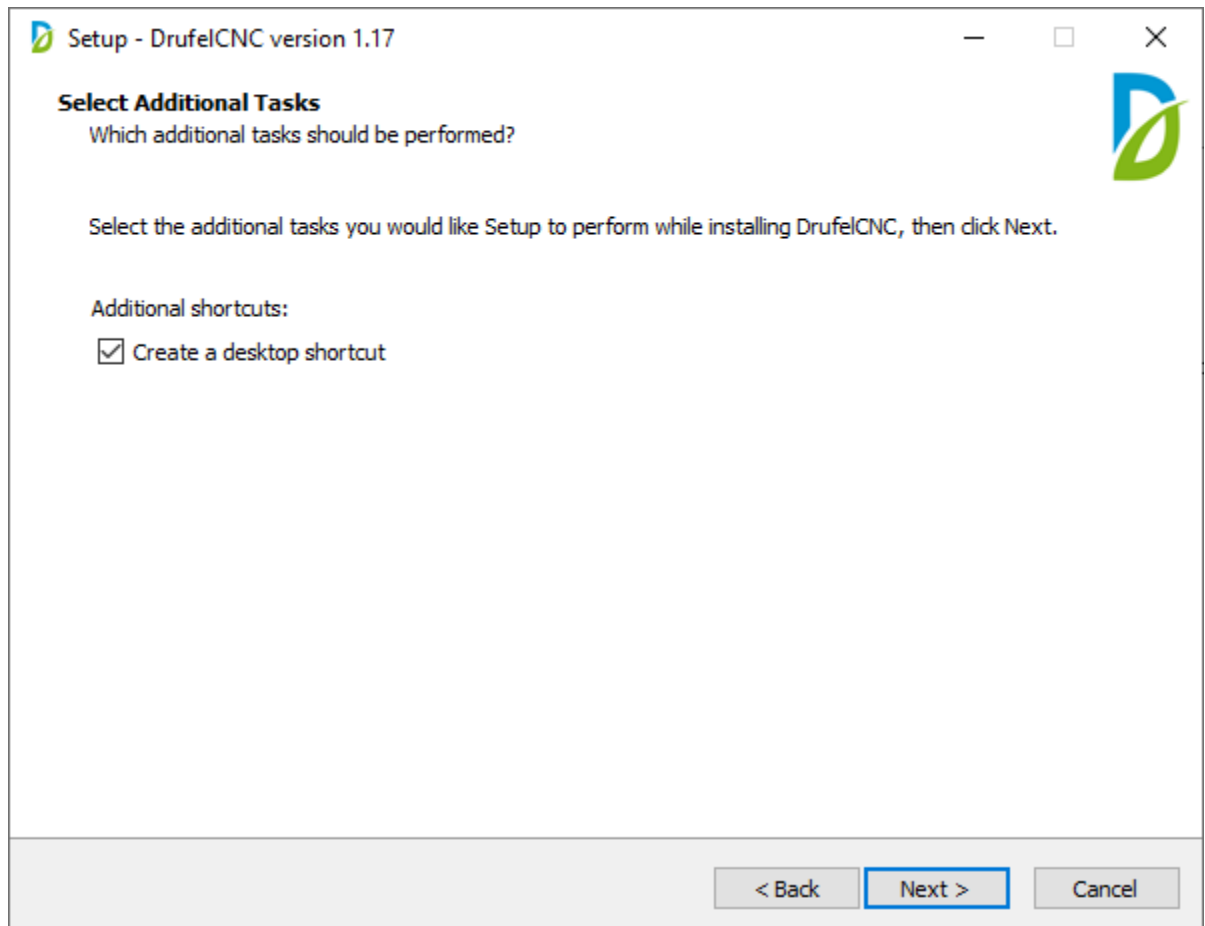 Setup - DrufelCNC version 1.17
Select Additional Tasks
Which additional tasks should be performed?
Select the additional tasks you would like Setup to perform while installing DrufelCNC, then click Next.
Additional shortcuts:
Create a desktop shortcut
< Back
Next >
Cancel